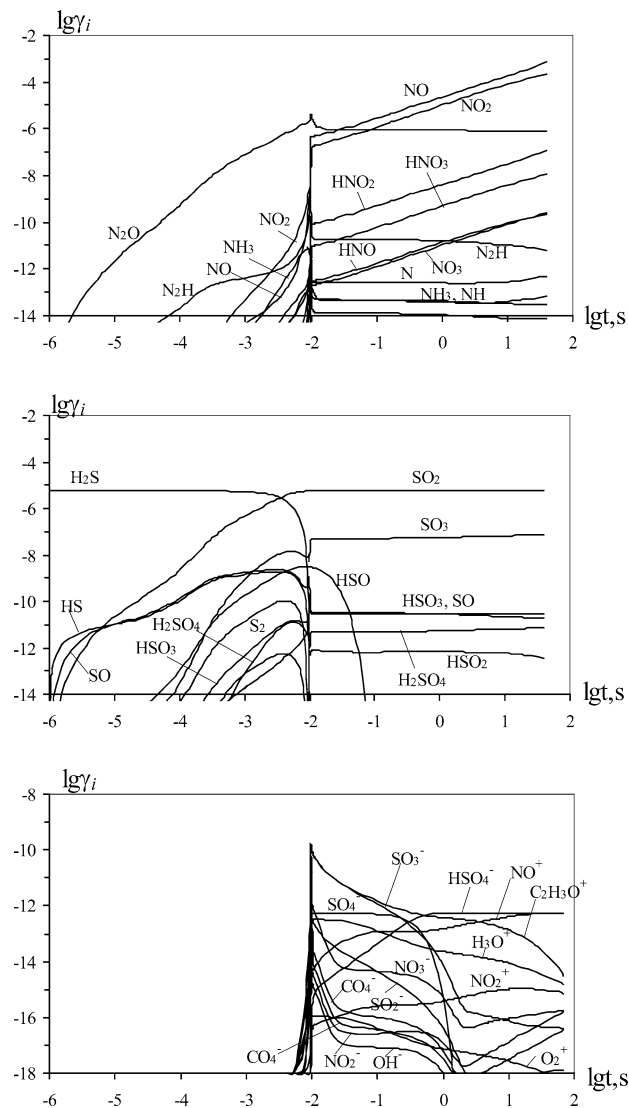 lgγi
-2
-4
NO
NO2
-6
-8
HNO3
HNO2
-10
NO2
N2O
NH3
HNO
N2H
-12
NO
N
NO3
N2H
NH3, NH
-14
-6 -5 -4 -3 -2 -1 0 1 2
lgt,s
lgγi
-2
-4
H2S
SO2
-6
SO3
-8
HSO
-10
HS
H2SO4
S2
HSO3, SO
-12
SO
HSO3
HSO2
H2SO4
-14
-6 -5 -4 -3 -2 -1 0 1 2
lgt,s
lgγi
-8
-10
SO3-
HSO4-
NO+
C2H3O+
-12
SO4-
H3O+
-14
NO3-
CO4-
NO2+
SO2-
-16
CO4-
NO2-
OH-
O2+
-18
-6 -5 -4 -3 -2 -1 0 1 2
lgt,s